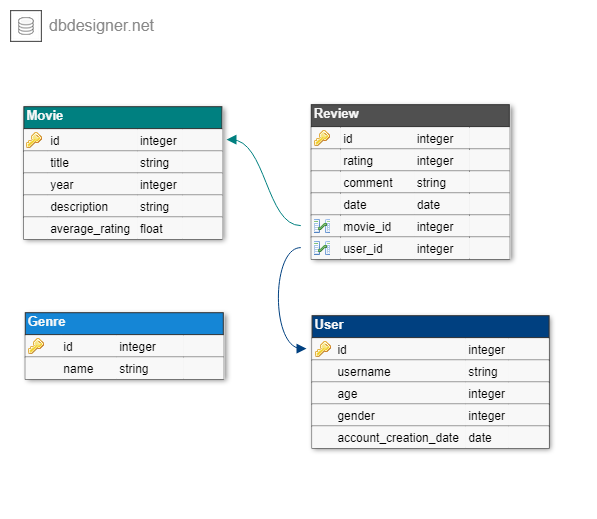 dbdesigner.net
Movie
id integer
title string
year integer
description string
average_rating float
Review
id integer
rating integer
comment string
date date
movie_id integer
user_id integer
Genre
id integer
name string
User
id integer
username string
age integer
gender integer
account_creation_date date